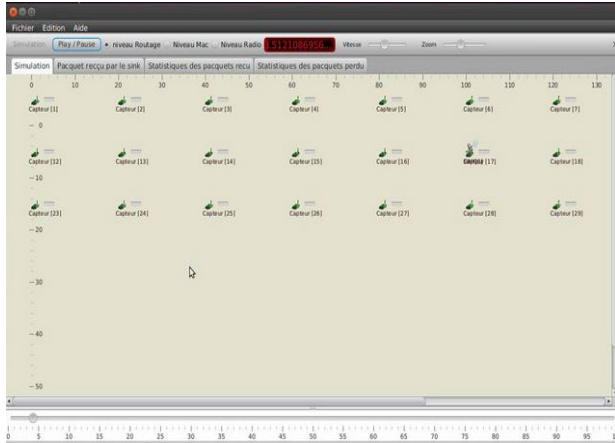 Fichier Edition Aide
Simulation Play / Pause niveau Routage Niveau Mac Niveau Radio Vitesse Zoom
Simulation Pacquet recçu par le sink Statistiques des pacquets recu Statistiques des pacquets perdu
0 10 20 30 40 50 60 70 80 90 100 110 120 130
Capteur [1] Capteur [2] Capteur [3] Capteur [4] Capteur [5] Capteur [6] Capteur [7]
0
Capteur [12] Capteur [13] Capteur [14] Capteur [15] Capteur [16] [17] Capteur [18]
10
Capteur [23] Capteur [24] Capteur [25] Capteur [26] Capteur [27] Capteur [28] Capteur [29]
20
30
40
50
0 5 10 15 20 25 30 35 40 45 50 55 60 65 70 75 80 85 90 95